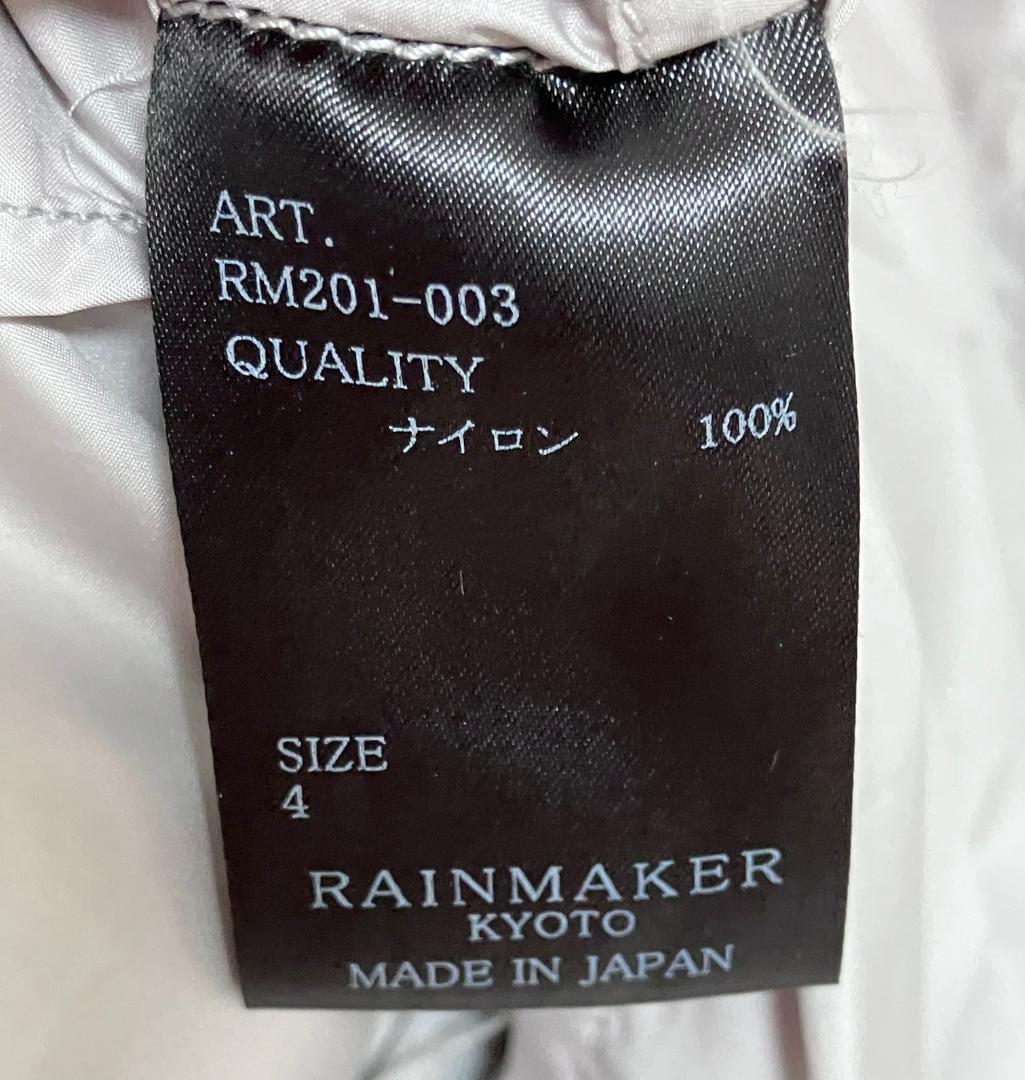 ART.
RM201-003
QUALITY
ナイロン 100%
SIZE
4
RAINMAKER
KYOTO
MADE IN JAPAN